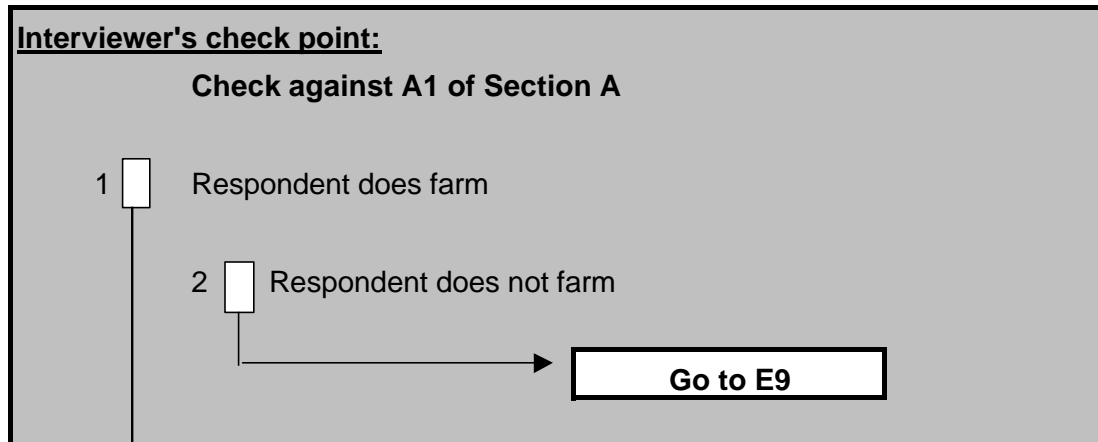 Interviewer's check point:
Check against A1 of Section A
1 Respondent does farm
2 Respondent does not farm
Go to E9